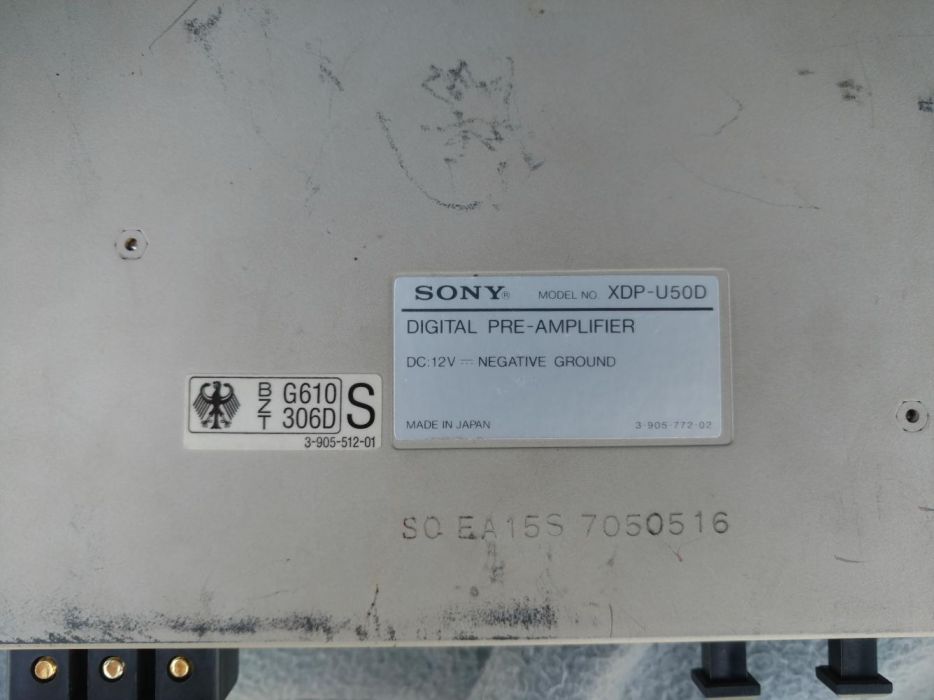 SONY® MODEL NO. XDP-U50D
DIGITAL PRE-AMPLIFIER
DC:12V ⎓ NEGATIVE GROUND
MADE IN JAPAN 3-905-772-02
BZT G610 306D S
3-905-512-01
SO EA15S 7050516